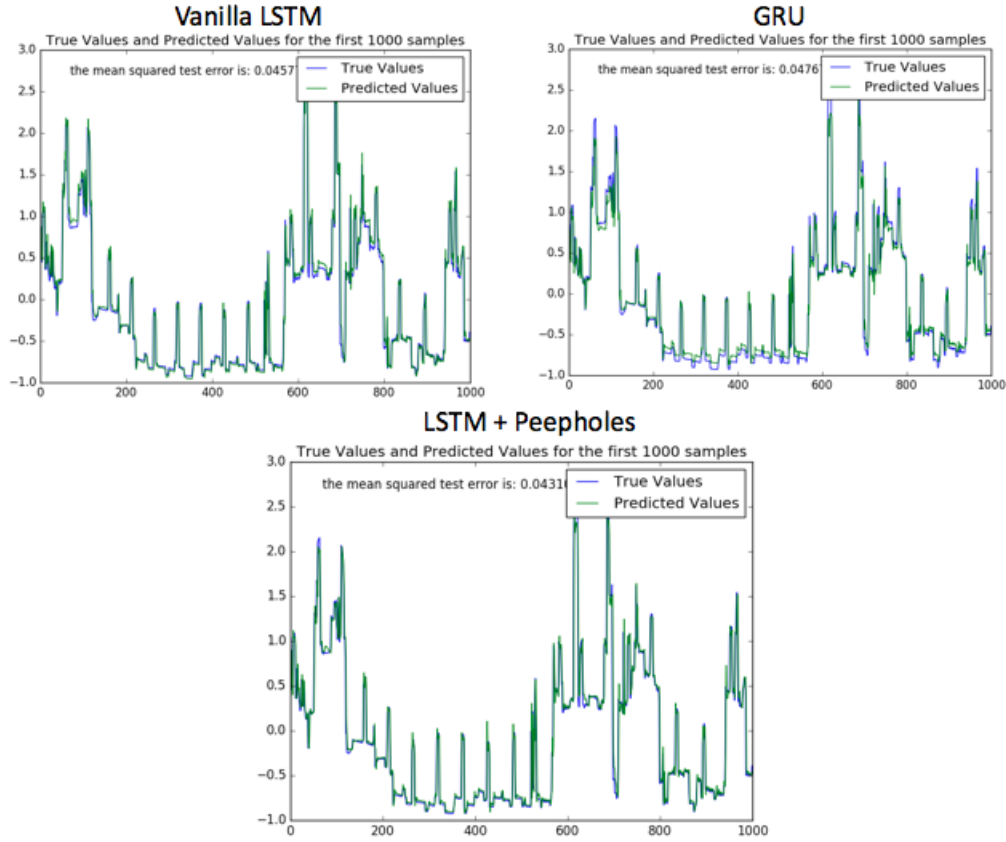 Vanilla LSTM
True Values and Predicted Values for the first 1000 samples
the mean squared test error is: 0.0457
True Values
Predicted Values
3.0
2.5
2.0
1.5
1.0
0.5
0.0
−0.5
−1.0
0 200 400 600 800 1000
GRU
True Values and Predicted Values for the first 1000 samples
the mean squared test error is: 0.0476
True Values
Predicted Values
3.0
2.5
2.0
1.5
1.0
0.5
0.0
−0.5
−1.0
0 200 400 600 800 1000
LSTM + Peepholes
True Values and Predicted Values for the first 1000 samples
the mean squared test error is: 0.0431
True Values
Predicted Values
3.0
2.5
2.0
1.5
1.0
0.5
0.0
−0.5
−1.0
0 200 400 600 800 1000